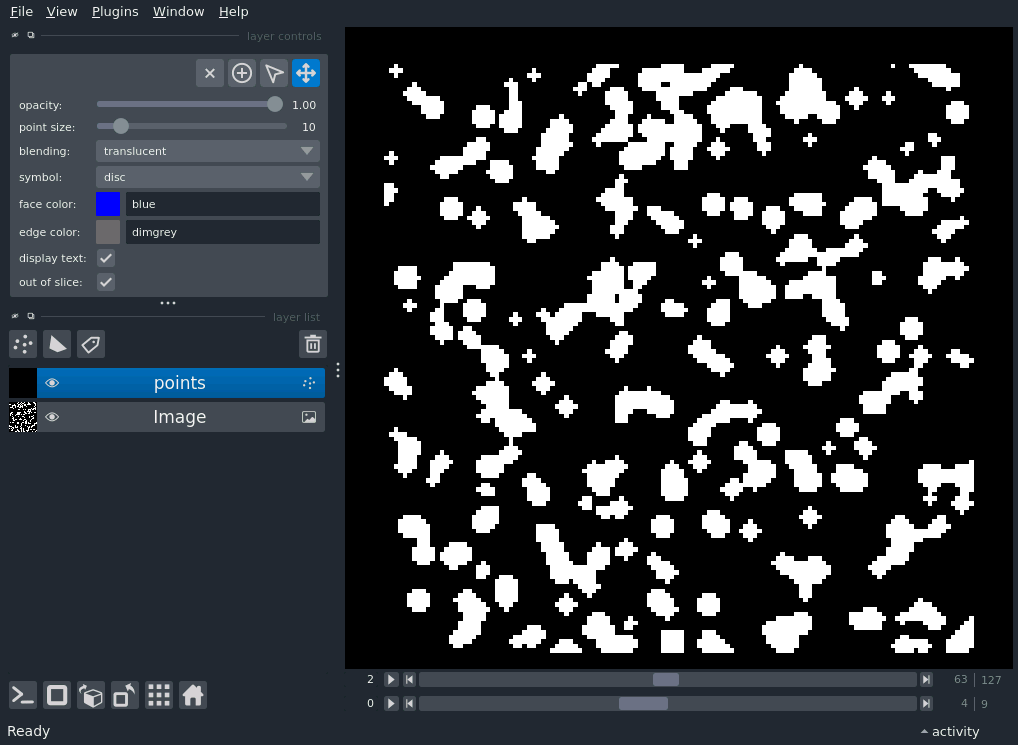 File View Plugins Window Help
layer controls
opacity: 1.00
point size: 10
blending: translucent
symbol: disc
face color: blue
edge color: dimgrey
display text:
out of slice:
layer list
points
Image
2 63 127
0 4 9
Ready activity